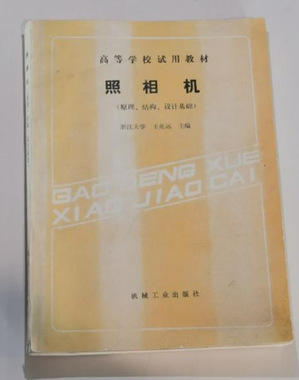 高等学校试用教材
照相机
(原理、结构、设计基础)
浙江大学 王兆远 主编
GAO DENG XUE
XIAO JIAO CAI
机械工业出版社